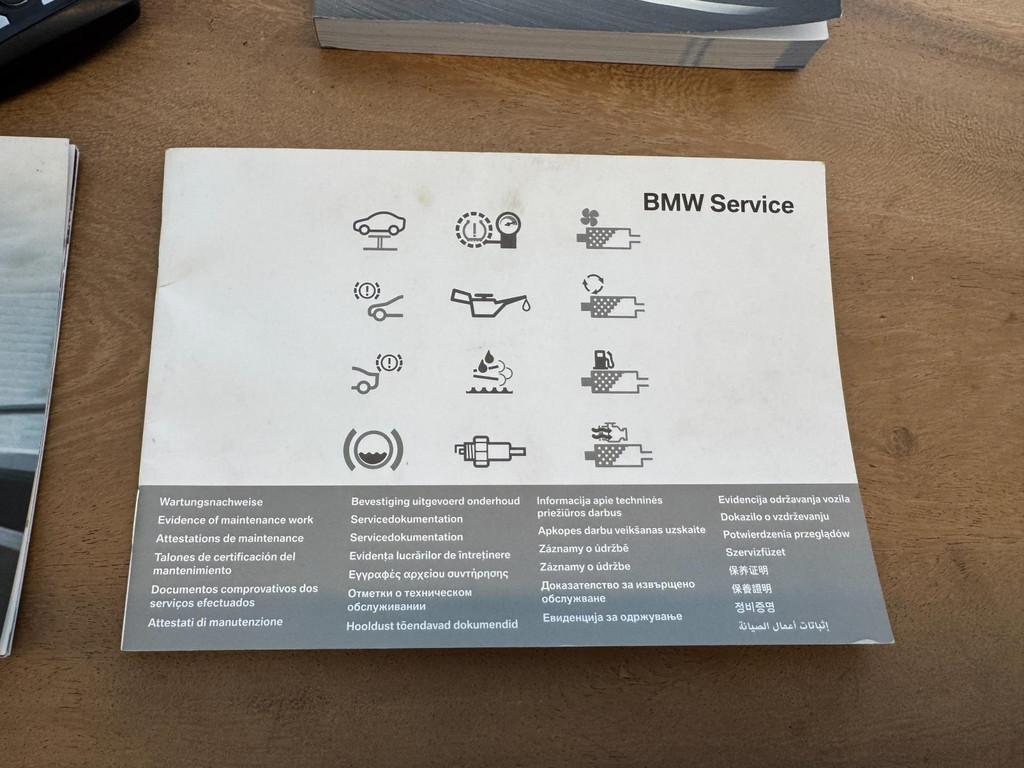 BMW Service
Wartungsnachweise
Evidence of maintenance work
Attestations de maintenance
Talones de certificación del
mantenimiento
Documentos comprovativos dos
serviços efectuados
Attestati di manutenzione
Bevestiging uitgevoerd onderhoud
Servicedokumentation
Servicedokumentation
Evidența lucrărilor de întreținere
Εγγραφές αρχείου συντήρησης
Отметки о техническом
обслуживании
Hooldust tõendavad dokumendid
Informacija apie techninės
priežiūros darbus
Apkopes darbu veikšanas uzskaite
Záznamy o údržbě
Záznamy o údržbe
Доказателство за извършено
обслужване
Евиденција за одржување
Evidencija održavanja vozila
Dokazilo o vzdrževanju
Potwierdzenia przeglądów
Szervizfüzet
保养证明
保養證明
정비증명
إثباتات أعمال الصيانة